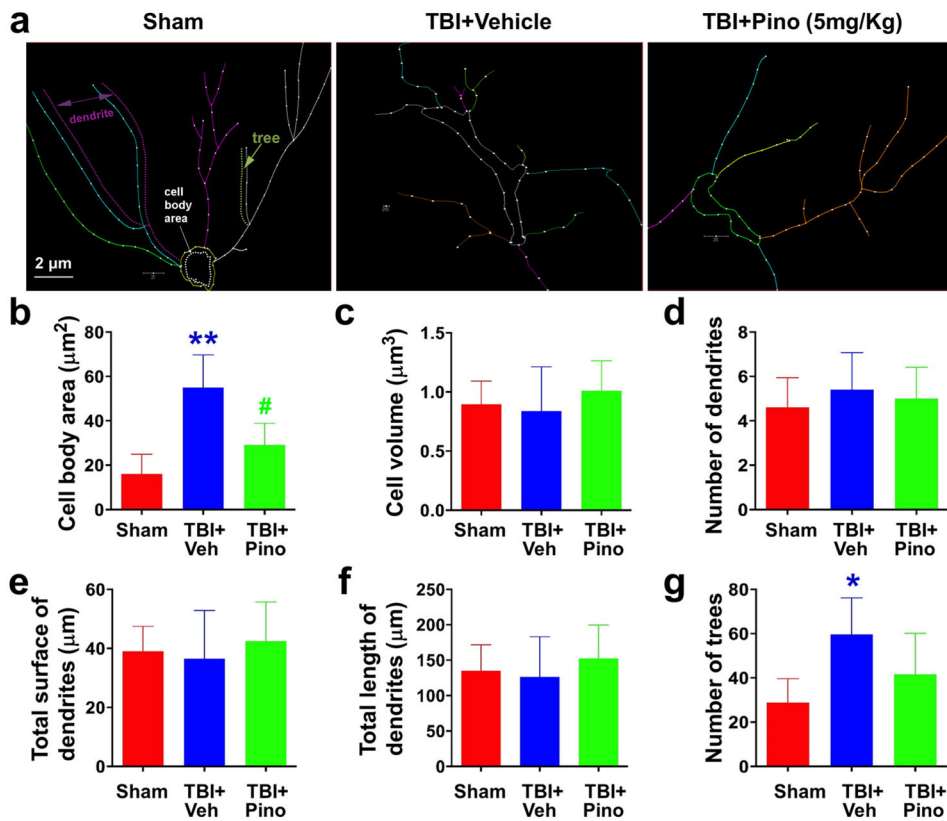 a
Sham
TBI+Vehicle
TBI+Pino (5mg/Kg)
dendrite
tree
cell
body
area
2 μm
b
Cell body area (μm²)
80
60
40
20
0
**
#
Sham
TBI+
Veh
TBI+
Pino
c
Cell volume (μm³)
1.5
1.0
0.5
0.0
Sham
TBI+
Veh
TBI+
Pino
d
Number of dendrites
8
6
4
2
0
Sham
TBI+
Veh
TBI+
Pino
e
Total surface of
dendrites (μm)
60
40
20
0
Sham
TBI+
Veh
TBI+
Pino
f
Total length of
dendrites (μm)
250
200
150
100
50
0
Sham
TBI+
Veh
TBI+
Pino
g
Number of trees
80
60
40
20
0
*
Sham
TBI+
Veh
TBI+
Pino